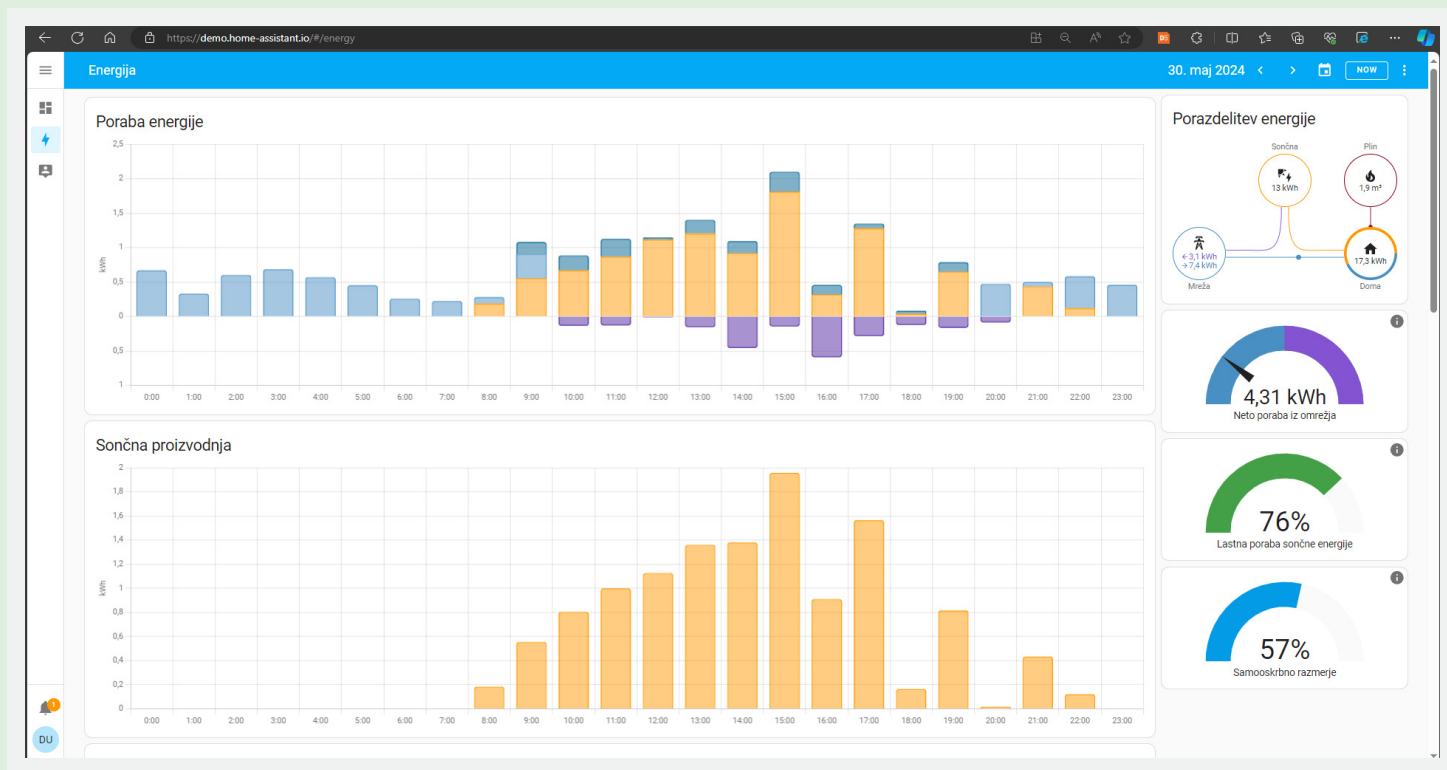 https://demo.home-assistant.io/#/energy
Energija
30. maj 2024
NOW
Poraba energije
2,5
2
1,5
1
0,5
0
0,5
1
kWh
0:00 1:00 2:00 3:00 4:00 5:00 6:00 7:00 8:00 9:00 10:00 11:00 12:00 13:00 14:00 15:00 16:00 17:00 18:00 19:00 20:00 21:00 22:00 23:00
Sončna proizvodnja
2
1,8
1,6
1,4
1,2
1
0,8
0,6
0,4
0,2
0
kWh
0:00 1:00 2:00 3:00 4:00 5:00 6:00 7:00 8:00 9:00 10:00 11:00 12:00 13:00 14:00 15:00 16:00 17:00 18:00 19:00 20:00 21:00 22:00 23:00
Porazdelitev energije
Sončna
Plin
13 kWh
1,9 m³
←3,1 kWh
→7,4 kWh
17,3 kWh
Mreža
Doma
4,31 kWh
Neto poraba iz omrežja
76%
Lastna poraba sončne energije
57%
Samooskrbno razmerje
1
DU